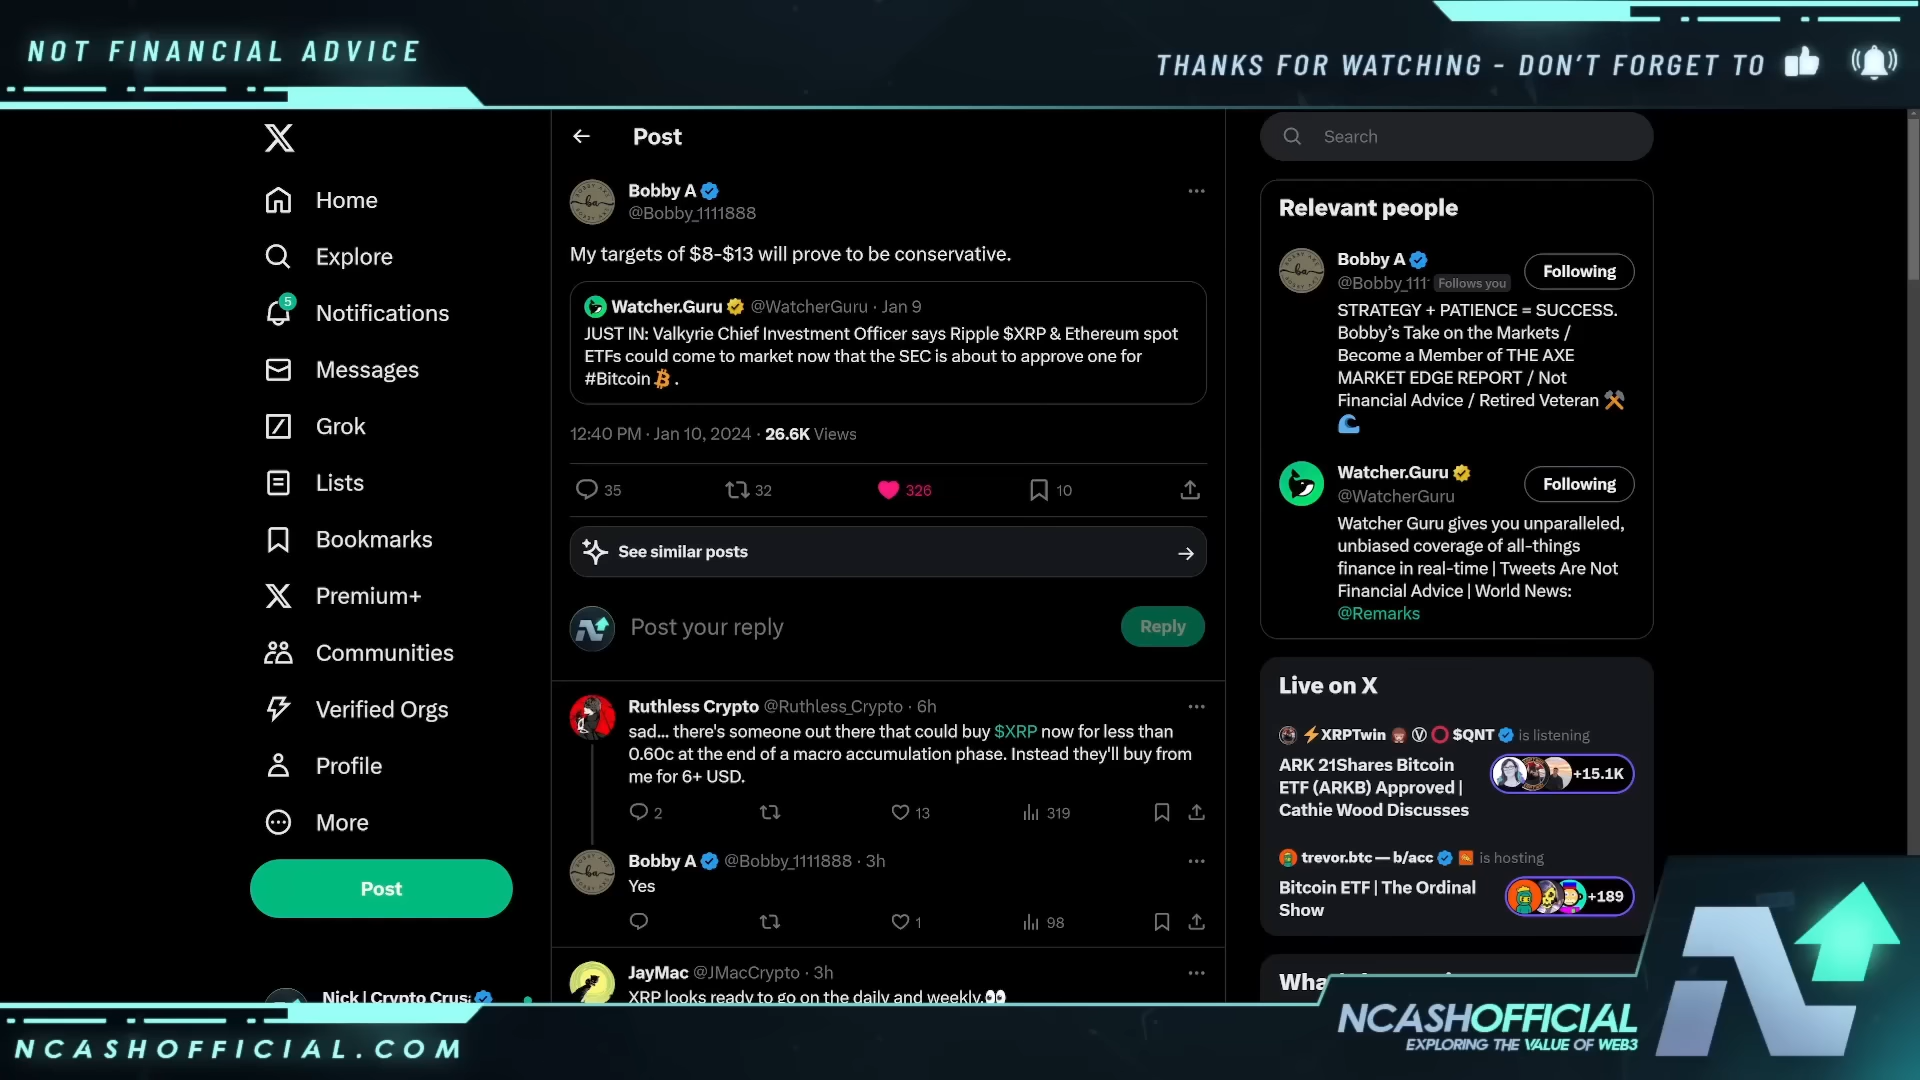 NOT FINANCIAL ADVICE
THANKS FOR WATCHING - DON'T FORGET TO
Home
Explore
5
Notifications
Messages
Grok
Lists
Bookmarks
Premium+
Communities
Verified Orgs
Profile
More
Post
Nick | Crypto Crus
Post
Bobby A
@Bobby_1111888
My targets of $8-$13 will prove to be conservative.
Watcher.Guru @WatcherGuru · Jan 9
JUST IN: Valkyrie Chief Investment Officer says Ripple $XRP & Ethereum spot
ETFs could come to market now that the SEC is about to approve one for
#Bitcoin .
12:40 PM · Jan 10, 2024 · 26.6K Views
35 32 326 10
See similar posts
Post your reply
Reply
Ruthless Crypto @Ruthless_Crypto · 6h
sad... there's someone out there that could buy $XRP now for less than
0.60c at the end of a macro accumulation phase. Instead they'll buy from
me for 6+ USD.
2 13 319
Bobby A @Bobby_1111888 · 3h
Yes
1 98
JayMac @JMacCrypto · 3h
XRP looks ready to go on the daily and weekly.
Search
Relevant people
Bobby A
@Bobby_111 Follows you
Following
STRATEGY + PATIENCE = SUCCESS.
Bobby's Take on the Markets /
Become a Member of THE AXE
MARKET EDGE REPORT / Not
Financial Advice / Retired Veteran
Watcher.Guru
@WatcherGuru
Following
Watcher Guru gives you unparalleled,
unbiased coverage of all-things
finance in real-time | Tweets Are Not
Financial Advice | World News:
@Remarks
Live on X
XRPTwin $QNT is listening
ARK 21Shares Bitcoin
ETF (ARKB) Approved |
Cathie Wood Discusses
+15.1K
trevor.btc — b/acc is hosting
Bitcoin ETF | The Ordinal
Show
+189
NCASHOFFICIAL.COM
NCASHOFFICIAL
EXPLORING THE VALUE OF WEB3